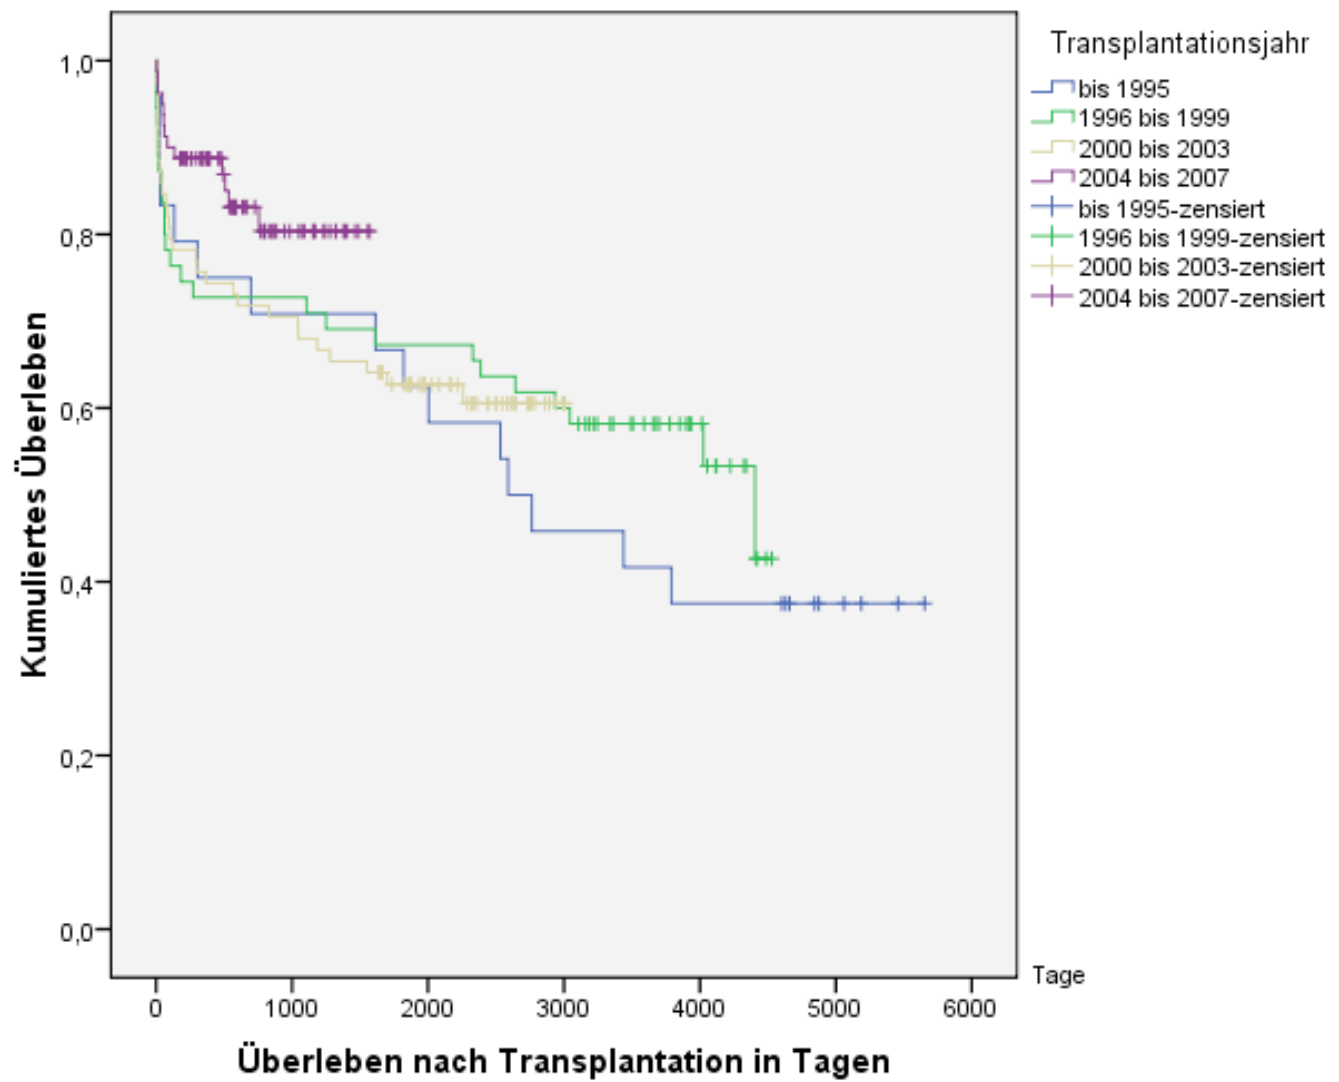 Transplantationsjahr
bis 1995
1996 bis 1999
2000 bis 2003
2004 bis 2007
bis 1995-zensiert
1996 bis 1999-zensiert
2000 bis 2003-zensiert
2004 bis 2007-zensiert
Kumuliertes Überleben
1,0
0,8
0,6
0,4
0,2
0,0
0 1000 2000 3000 4000 5000 6000
Tage
Überleben nach Transplantation in Tagen